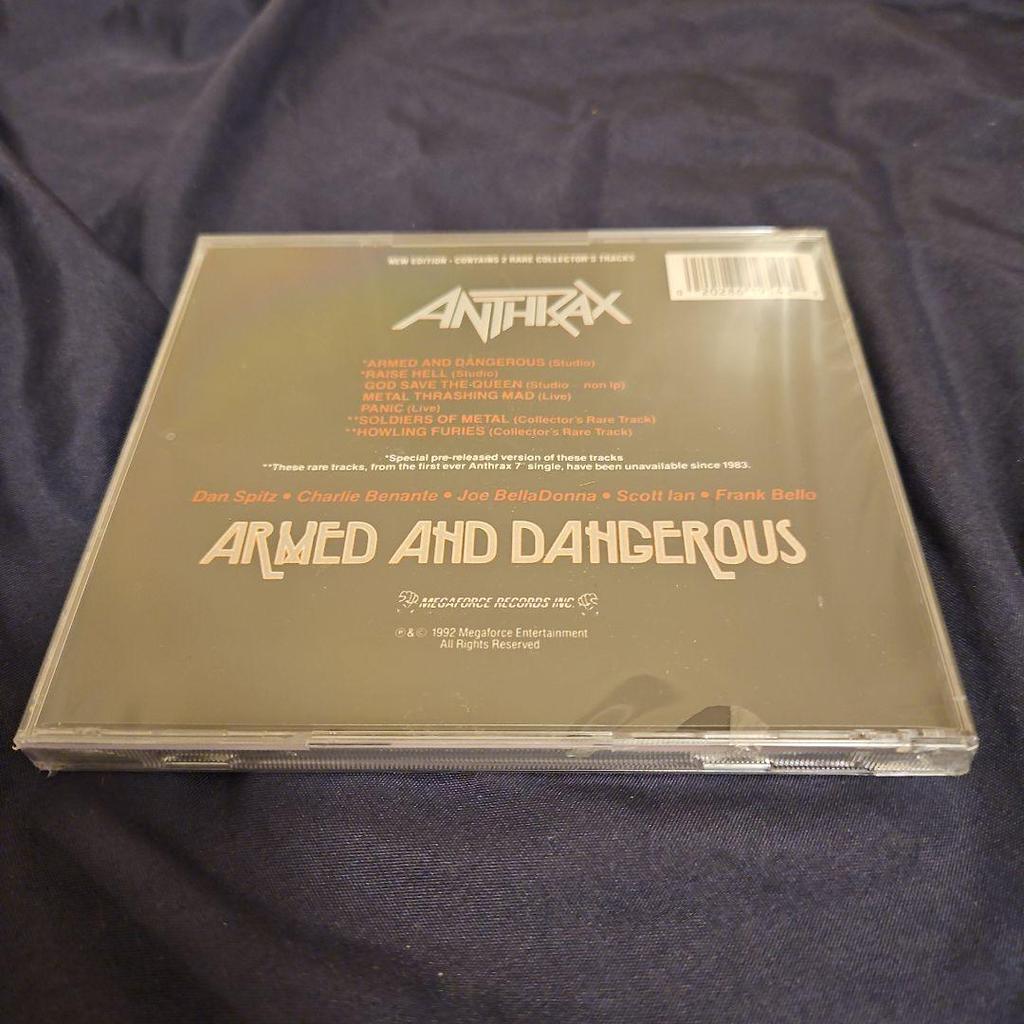 NEW EDITION - CONTAINS 2 RARE COLLECTOR'S TRACKS
ANTHRAX
*ARMED AND DANGEROUS (Studio)
*RAISE HELL (Studio)
GOD SAVE THE QUEEN (Studio non lp)
METAL THRASHING MAD (Live)
PANIC (Live)
**SOLDIERS OF METAL (Collector's Rare Track)
**HOWLING FURIES (Collector's Rare Track)
*Special pre-released version of these tracks
**These rare tracks, from the first ever Anthrax 7" single, have been unavailable since 1983.
Dan Spitz • Charlie Benante • Joe BellaDonna • Scott Ian • Frank Bello
ARMED AND DANGEROUS
MEGAFORCE RECORDS INC.
℗ & © 1992 Megaforce Entertainment
All Rights Reserved